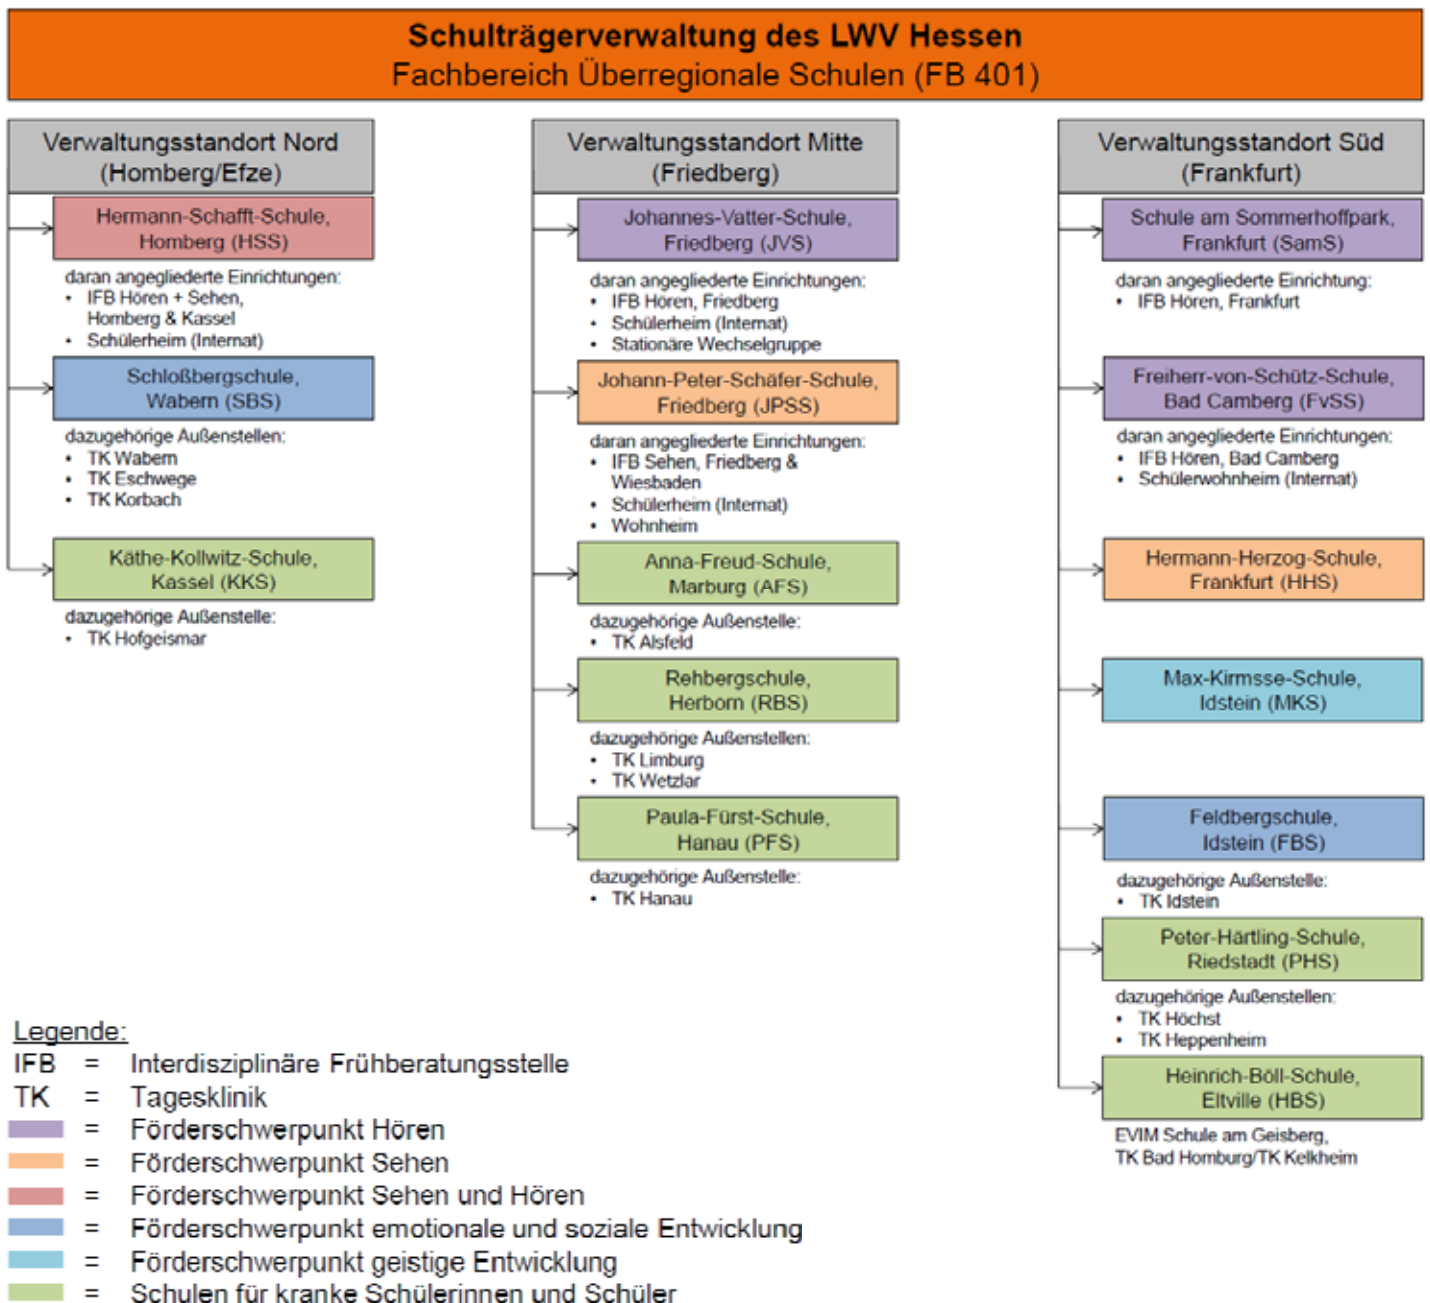 Schulträgerverwaltung des LWV Hessen
Fachbereich Überregionale Schulen (FB 401)
Verwaltungsstandort Nord
(Homberg/Efze)
Hermann-Schafft-Schule,
Homberg (HSS)
daran angegliederte Einrichtungen:
• IFB Hören + Sehen,
Homberg & Kassel
• Schülerheim (Internat)
Schloßbergschule,
Wabern (SBS)
dazugehörige Außenstellen:
• TK Wabern
• TK Eschwege
• TK Korbach
Käthe-Kollwitz-Schule,
Kassel (KKS)
dazugehörige Außenstelle:
• TK Hofgeismar
Verwaltungsstandort Mitte
(Friedberg)
Johannes-Vatter-Schule,
Friedberg (JVS)
daran angegliederte Einrichtungen:
• IFB Hören, Friedberg
• Schülerheim (Internat)
• Stationäre Wechselgruppe
Johann-Peter-Schäfer-Schule,
Friedberg (JPSS)
daran angegliederte Einrichtungen:
• IFB Sehen, Friedberg &
Wiesbaden
• Schülerheim (Internat)
• Wohnheim
Anna-Freud-Schule,
Marburg (AFS)
dazugehörige Außenstelle:
• TK Alsfeld
Rehbergschule,
Herborn (RBS)
dazugehörige Außenstellen:
• TK Limburg
• TK Wetzlar
Paula-Fürst-Schule,
Hanau (PFS)
dazugehörige Außenstelle:
• TK Hanau
Verwaltungsstandort Süd
(Frankfurt)
Schule am Sommerhoffpark,
Frankfurt (SamS)
daran angegliederte Einrichtung:
• IFB Hören, Frankfurt
Freiherr-von-Schütz-Schule,
Bad Camberg (FvSS)
daran angegliederte Einrichtungen:
• IFB Hören, Bad Camberg
• Schülerwohnheim (Internat)
Hermann-Herzog-Schule,
Frankfurt (HHS)
Max-Kirmsse-Schule,
Idstein (MKS)
Feldbergschule,
Idstein (FBS)
dazugehörige Außenstelle:
• TK Idstein
Peter-Härtling-Schule,
Riedstadt (PHS)
dazugehörige Außenstellen:
• TK Höchst
• TK Heppenheim
Heinrich-Böll-Schule,
Eltville (HBS)
EVIM Schule am Geisberg,
TK Bad Homburg/TK Kelkheim
Legende:
IFB = Interdisziplinäre Frühberatungsstelle
TK = Tagesklinik
= Förderschwerpunkt Hören
= Förderschwerpunkt Sehen
= Förderschwerpunkt Sehen und Hören
= Förderschwerpunkt emotionale und soziale Entwicklung
= Förderschwerpunkt geistige Entwicklung
= Schulen für kranke Schülerinnen und Schüler